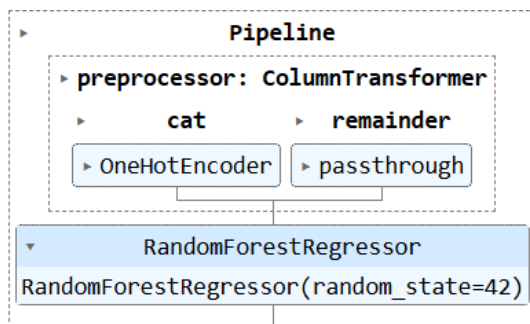 Pipeline
preprocessor: ColumnTransformer
cat remainder
OneHotEncoder passthrough
RandomForestRegressor
RandomForestRegressor(random_state=42)